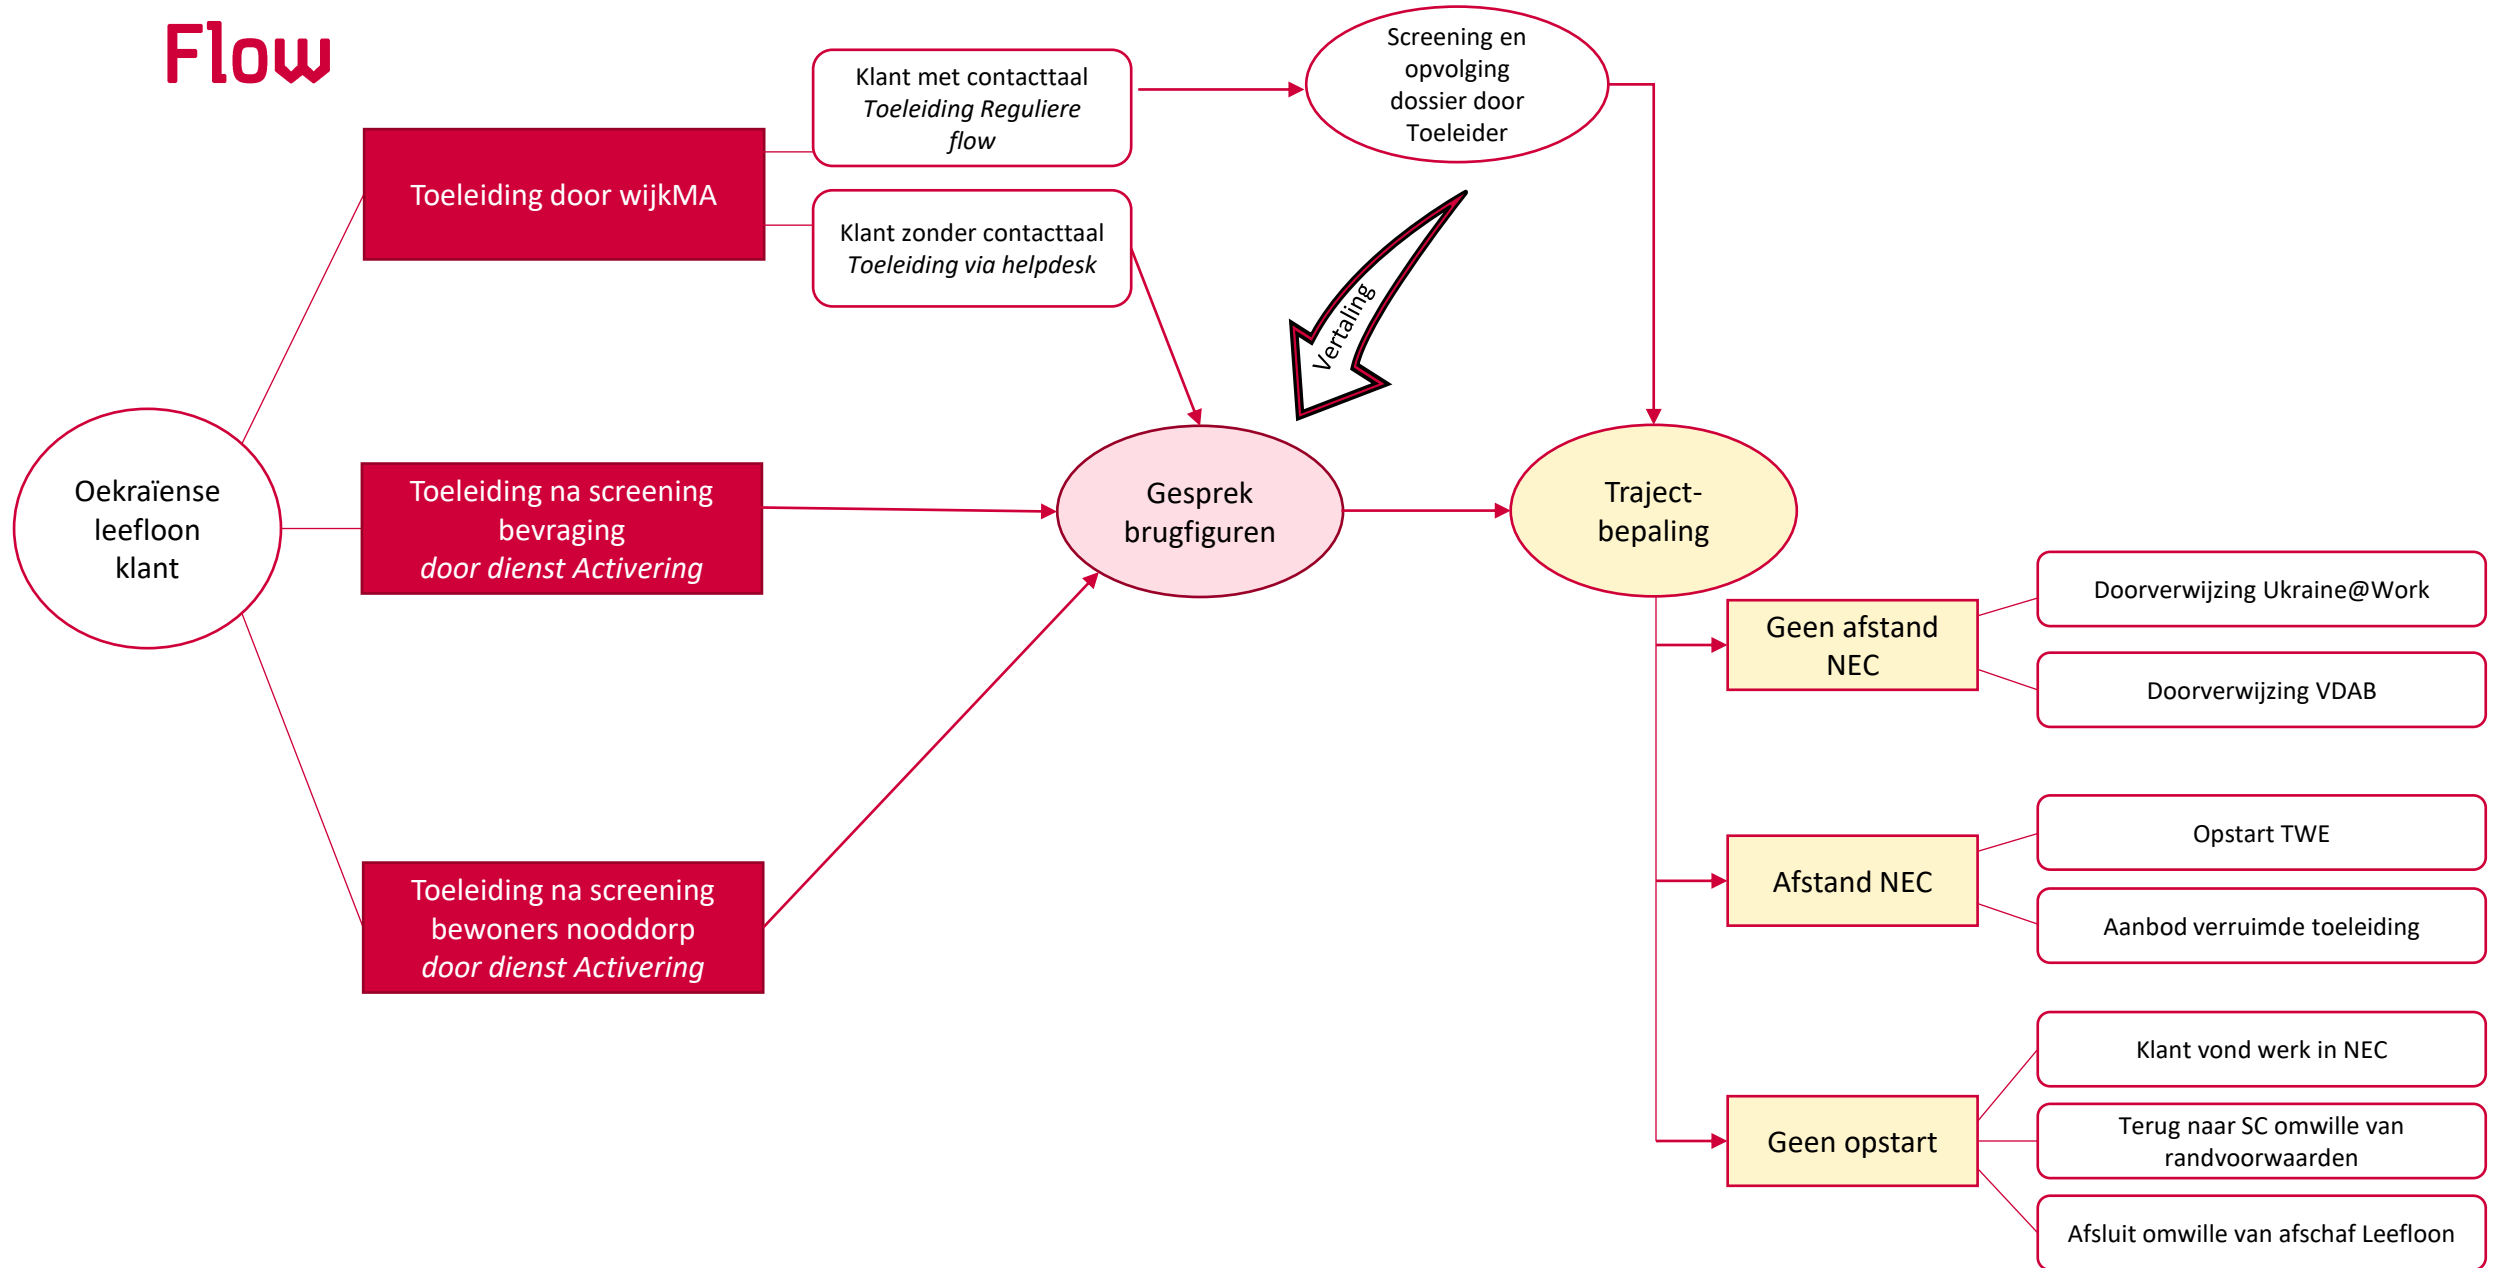 Flow
Klant met contacttaal
Toeleiding Reguliere
flow
Screening en
opvolging
dossier door
Toeleider
Toeleiding door wijkMA
Klant zonder contacttaal
Toeleiding via helpdesk
Vertaling
Oekraïense
leefloon
klant
Toeleiding na screening
bevraging
door dienst Activering
Gesprek
brugfiguren
Traject-
bepaling
Geen afstand
NEC
Doorverwijzing Ukraine@Work
Doorverwijzing VDAB
Toeleiding na screening
bewoners nooddorp
door dienst Activering
Afstand NEC
Opstart TWE
Aanbod verruimde toeleiding
Geen opstart
Klant vond werk in NEC
Terug naar SC omwille van
randvoorwaarden
Afsluit omwille van afschaf Leefloon